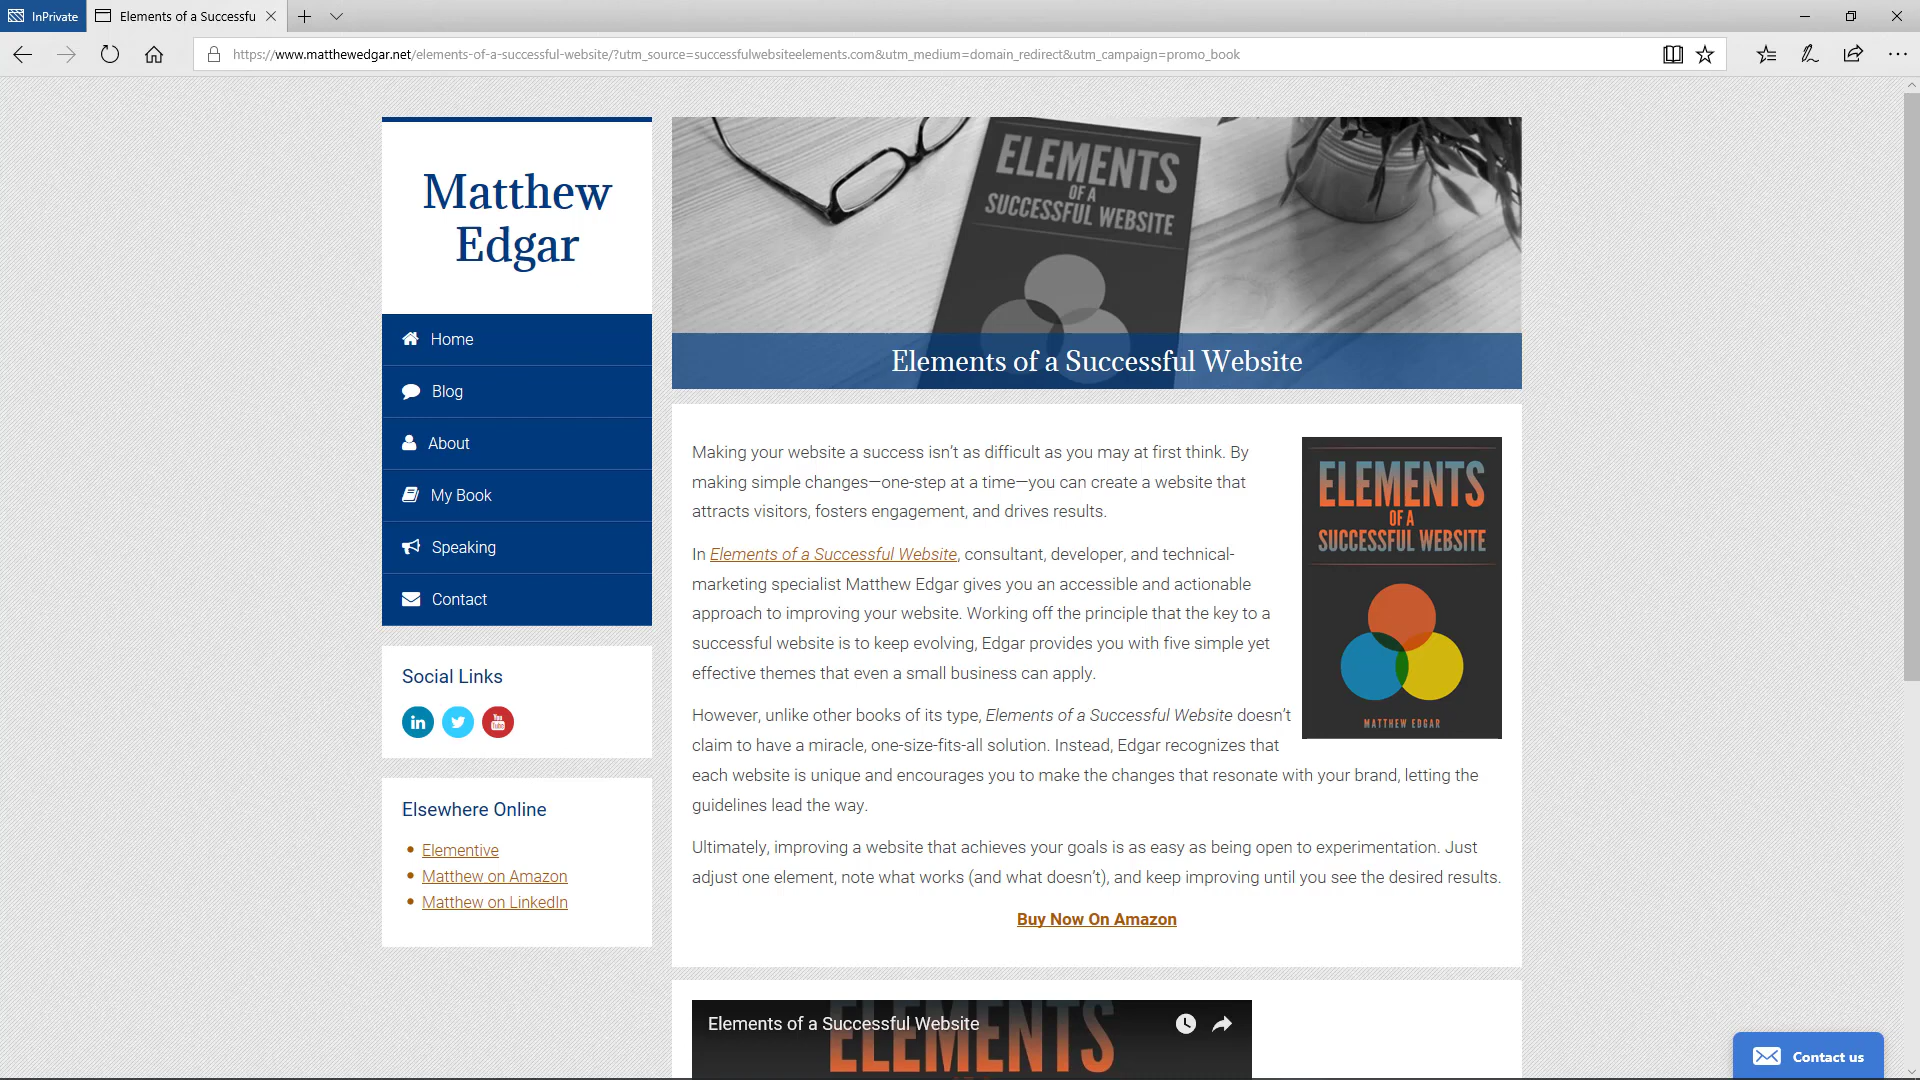 InPrivate
Elements of a Successfu
https://www.matthewedgar.net/elements-of-a-successful-website/?utm_source=successfulwebsiteelements.com&utm_medium=domain_redirect&utm_campaign=promo_book
Matthew
Edgar
Home
Blog
About
My Book
Speaking
Contact
Social Links
in
You
Tube
Elsewhere Online
• Elementive
• Matthew on Amazon
• Matthew on LinkedIn
ELEMENTS
OF A
SUCCESSFUL WEBSITE
Elements of a Successful Website
Making your website a success isn’t as difficult as you may at first think. By
making simple changes—one-step at a time—you can create a website that
attracts visitors, fosters engagement, and drives results.
In Elements of a Successful Website, consultant, developer, and technical-
marketing specialist Matthew Edgar gives you an accessible and actionable
approach to improving your website. Working off the principle that the key to a
successful website is to keep evolving, Edgar provides you with five simple yet
effective themes that even a small business can apply.
However, unlike other books of its type, Elements of a Successful Website doesn’t
claim to have a miracle, one-size-fits-all solution. Instead, Edgar recognizes that
each website is unique and encourages you to make the changes that resonate with your brand, letting the
guidelines lead the way.
Ultimately, improving a website that achieves your goals is as easy as being open to experimentation. Just
adjust one element, note what works (and what doesn’t), and keep improving until you see the desired results.
Buy Now On Amazon
ELEMENTS
OF A
SUCCESSFUL WEBSITE
MATTHEW EDGAR
Elements of a Successful Website
ELEMENTS
Contact us